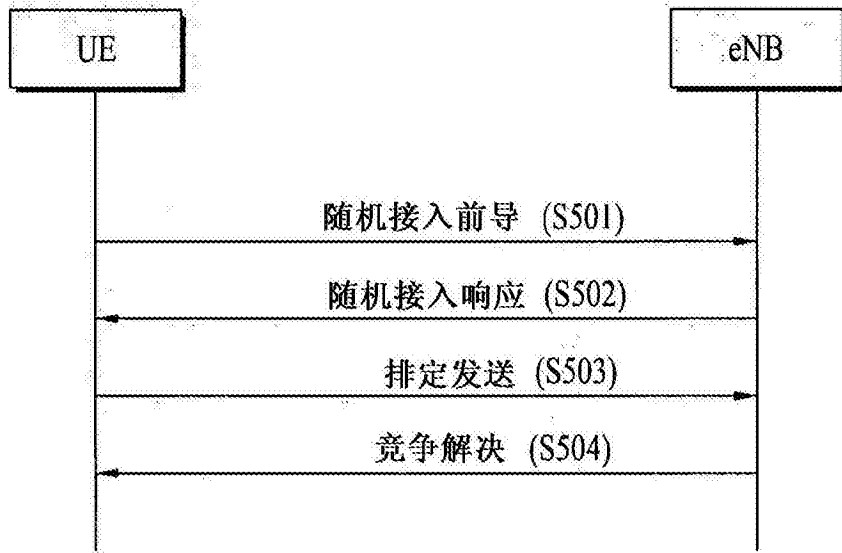 UE
eNB
随机接入前导 (S501)
随机接入响应 (S502)
排定发送 (S503)
竞争解决 (S504)